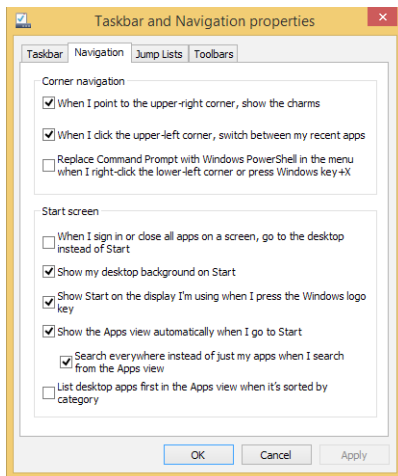 Taskbar and Navigation properties
Taskbar Navigation Jump Lists Toolbars
Corner navigation
When I point to the upper-right corner, show the charms
When I click the upper-left corner, switch between my recent apps
Replace Command Prompt with Windows PowerShell in the menu
when I right-click the lower-left corner or press Windows key+X
Start screen
When I sign in or close all apps on a screen, go to the desktop
instead of Start
Show my desktop background on Start
Show Start on the display I'm using when I press the Windows logo
key
Show the Apps view automatically when I go to Start
Search everywhere instead of just my apps when I search
from the Apps view
List desktop apps first in the Apps view when it's sorted by
category
OK Cancel Apply